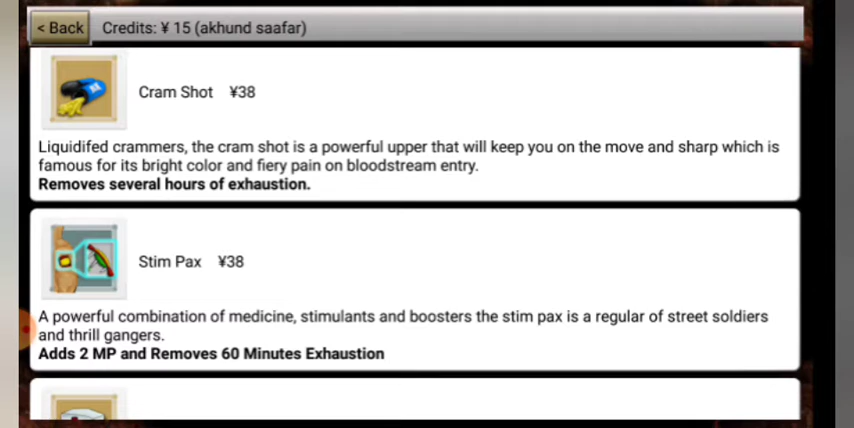 < Back Credits: ¥ 15 (akhund saafar)
Cram Shot ¥38
Liquidifed crammers, the cram shot is a powerful upper that will keep you on the move and sharp which is
famous for its bright color and fiery pain on bloodstream entry.
Removes several hours of exhaustion.
Stim Pax ¥38
A powerful combination of medicine, stimulants and boosters the stim pax is a regular of street soldiers
and thrill gangers.
Adds 2 MP and Removes 60 Minutes Exhaustion